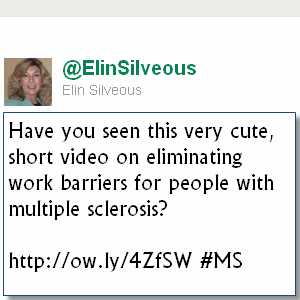 @ElinSilveous
Elin Silveous
Have you seen this very cute,
short video on eliminating
work barriers for people with
multiple sclerosis?
http://ow.ly/4ZfSW #MS